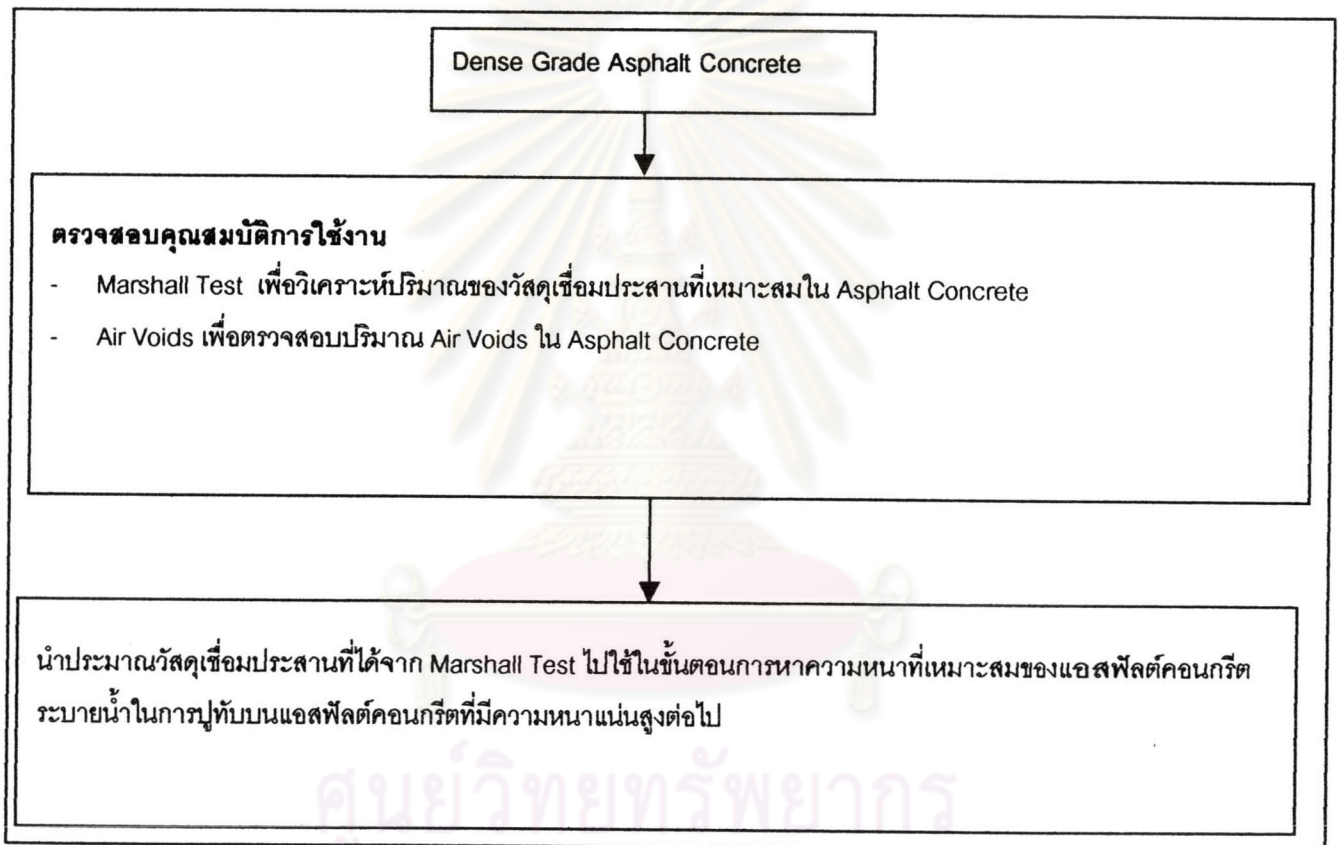 Dense Grade Asphalt Concrete
ตรวจสอบคุณสมบัติการใช้งาน
- Marshall Test เพื่อวิเคราะห์ปริมาณของวัสดุเชื่อมประสานที่เหมาะสมใน Asphalt Concrete
- Air Voids เพื่อตรวจสอบปริมาณ Air Voids ใน Asphalt Concrete
นำประมาณวัสดุเชื่อมประสานที่ได้จาก Marshall Test ไปใช้ในขั้นตอนการหาความหนาที่เหมาะสมของแอสฟัลต์คอนกรีต
ระบายน้ำในการปูทับบนแอสฟัลต์คอนกรีตที่มีความหนาแน่นสูงต่อไป
ศูนย์วิทยทรัพยากร